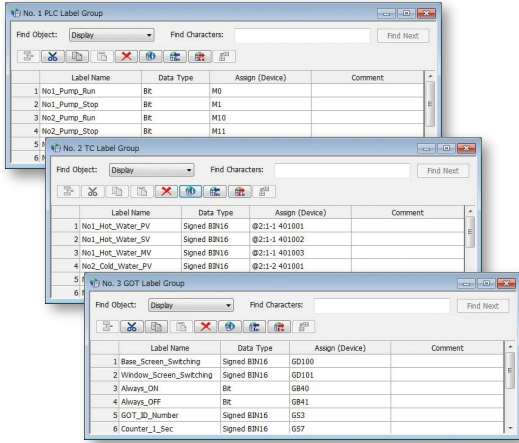 No. 1 PLC Label Group
Find Object: Display Find Characters: Find Next
Label Name Data Type Assign (Device) Comment
1 No1_Pump_Run Bit M0
2 No1_Pump_Stop Bit M1
3 No2_Pump_Run Bit M10
4 No2_Pump_Stop Bit M11
5
6
No. 2 TC Label Group
Find Object: Display Find Characters: Find Next
Label Name Data Type Assign (Device) Comment
1 No1_Hot_Water_PV Signed BIN16 @2:1-1 401001
2 No1_Hot_Water_SV Signed BIN16 @2:1-1 401002
3 No1_Hot_Water_MV Signed BIN16 @2:1-1 401003
4 No2_Cold_Water_PV Signed BIN16 @2:1-2 401001
5
6
No. 3 GOT Label Group
Find Object: Display Find Characters: Find Next
Label Name Data Type Assign (Device) Comment
1 Base_Screen_Switching Signed BIN16 GD100
2 Window_Screen_Switching Signed BIN16 GD101
3 Always_ON Bit GB40
4 Always_OFF Bit GB41
5 GOT_ID_Number Signed BIN16 GS3
6 Counter_1_Sec Signed BIN16 GS7